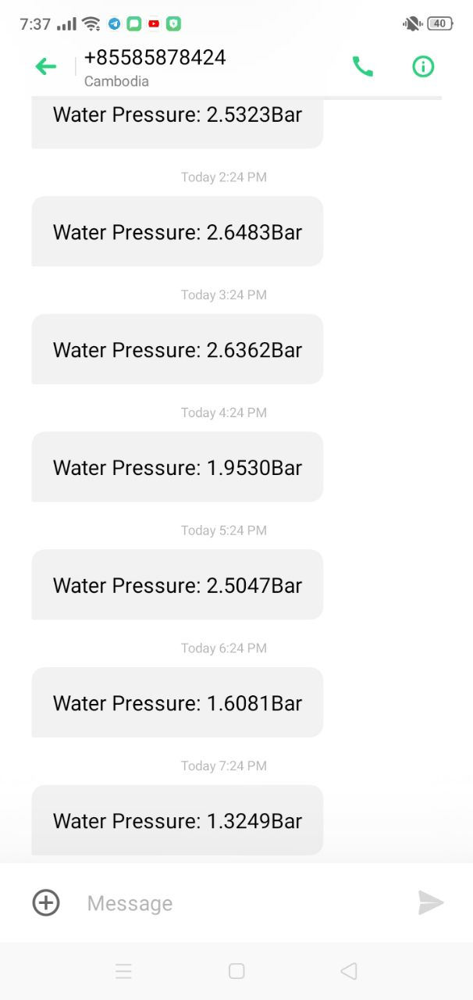 7:37
40
+85585878424
Cambodia
Water Pressure: 2.5323Bar
Today 2:24 PM
Water Pressure: 2.6483Bar
Today 3:24 PM
Water Pressure: 2.6362Bar
Today 4:24 PM
Water Pressure: 1.9530Bar
Today 5:24 PM
Water Pressure: 2.5047Bar
Today 6:24 PM
Water Pressure: 1.6081Bar
Today 7:24 PM
Water Pressure: 1.3249Bar
Message